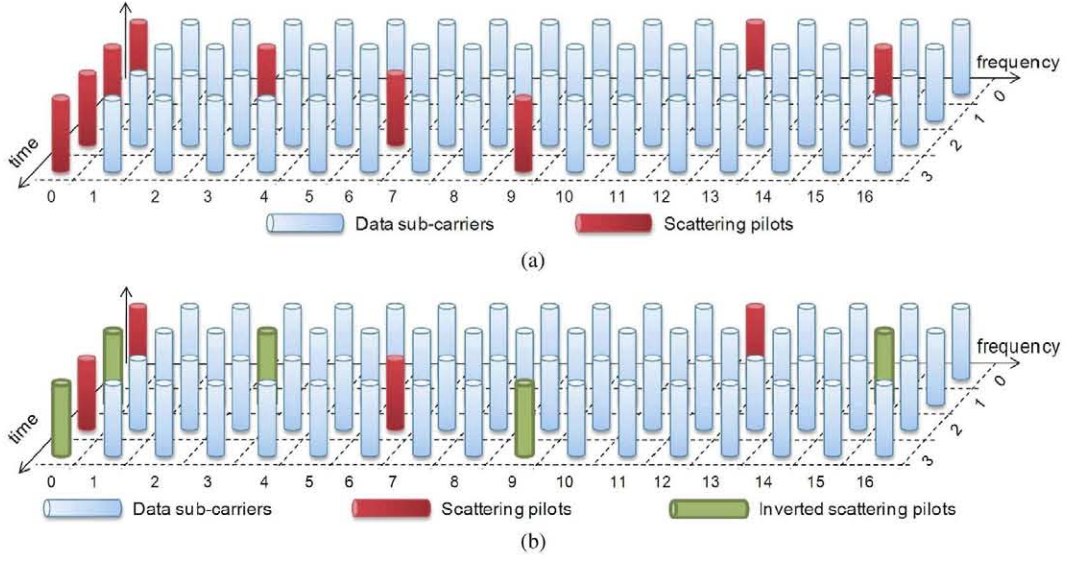 frequency
0
1
2
3
time
0 1 2 3 4 5 6 7 8 9 10 11 12 13 14 15 16
Data sub-carriers Scattering pilots
(a)
frequency
0
1
2
3
time
0 1 2 3 4 5 6 7 8 9 10 11 12 13 14 15 16
Data sub-carriers Scattering pilots Inverted scattering pilots
(b)